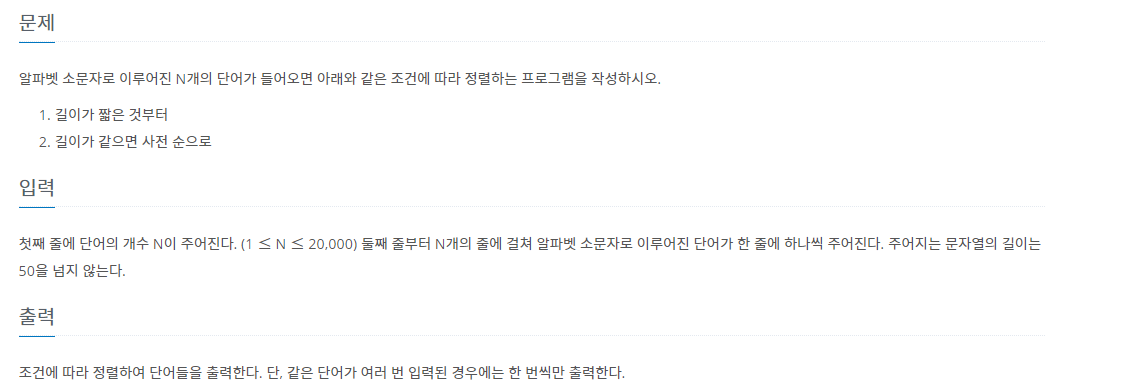 문제
알파벳 소문자로 이루어진 N개의 단어가 들어오면 아래와 같은 조건에 따라 정렬하는 프로그램을 작성하시오.
1. 길이가 짧은 것부터
2. 길이가 같으면 사전 순으로
입력
첫째 줄에 단어의 개수 N이 주어진다. (1 ≤ N ≤ 20,000) 둘째 줄부터 N개의 줄에 걸쳐 알파벳 소문자로 이루어진 단어가 한 줄에 하나씩 주어진다. 주어지는 문자열의 길이는
50을 넘지 않는다.
출력
조건에 따라 정렬하여 단어들을 출력한다. 단, 같은 단어가 여러 번 입력된 경우에는 한 번씩만 출력한다.